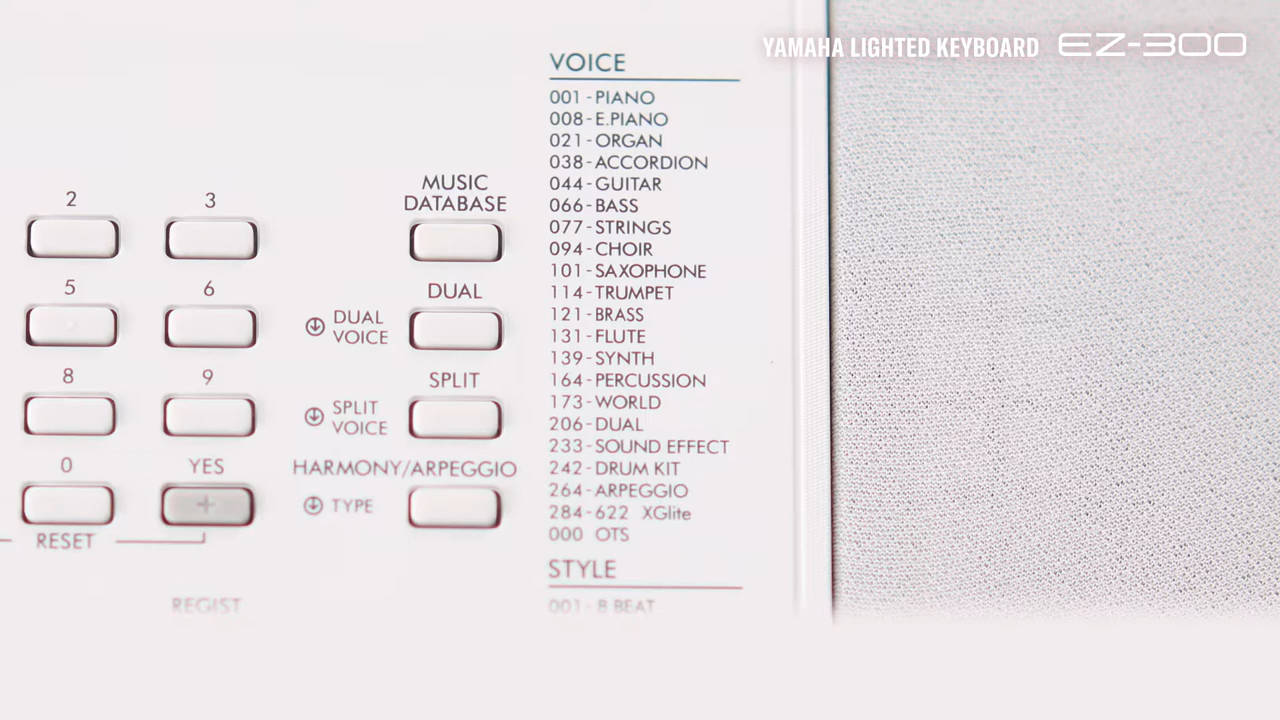 YAMAHA LIGHTED KEYBOARD EZ-300
VOICE
001-PIANO
008-E.PIANO
021-ORGAN
038-ACCORDION
044-GUITAR
066-BASS
077-STRINGS
094-CHOIR
101-SAXOPHONE
114-TRUMPET
121-BRASS
131-FLUTE
139-SYNTH
164-PERCUSSION
173-WORLD
206-DUAL
233-SOUND EFFECT
242-DRUM KIT
264-ARPEGGIO
284-622 XGlite
000 OTS
STYLE
001-8 BEAT
2 3
MUSIC
DATABASE
5 6
DUAL
DUAL
VOICE
8 9
SPLIT
SPLIT
VOICE
0 YES
HARMONY/ARPEGGIO
+
TYPE
RESET
REGIST